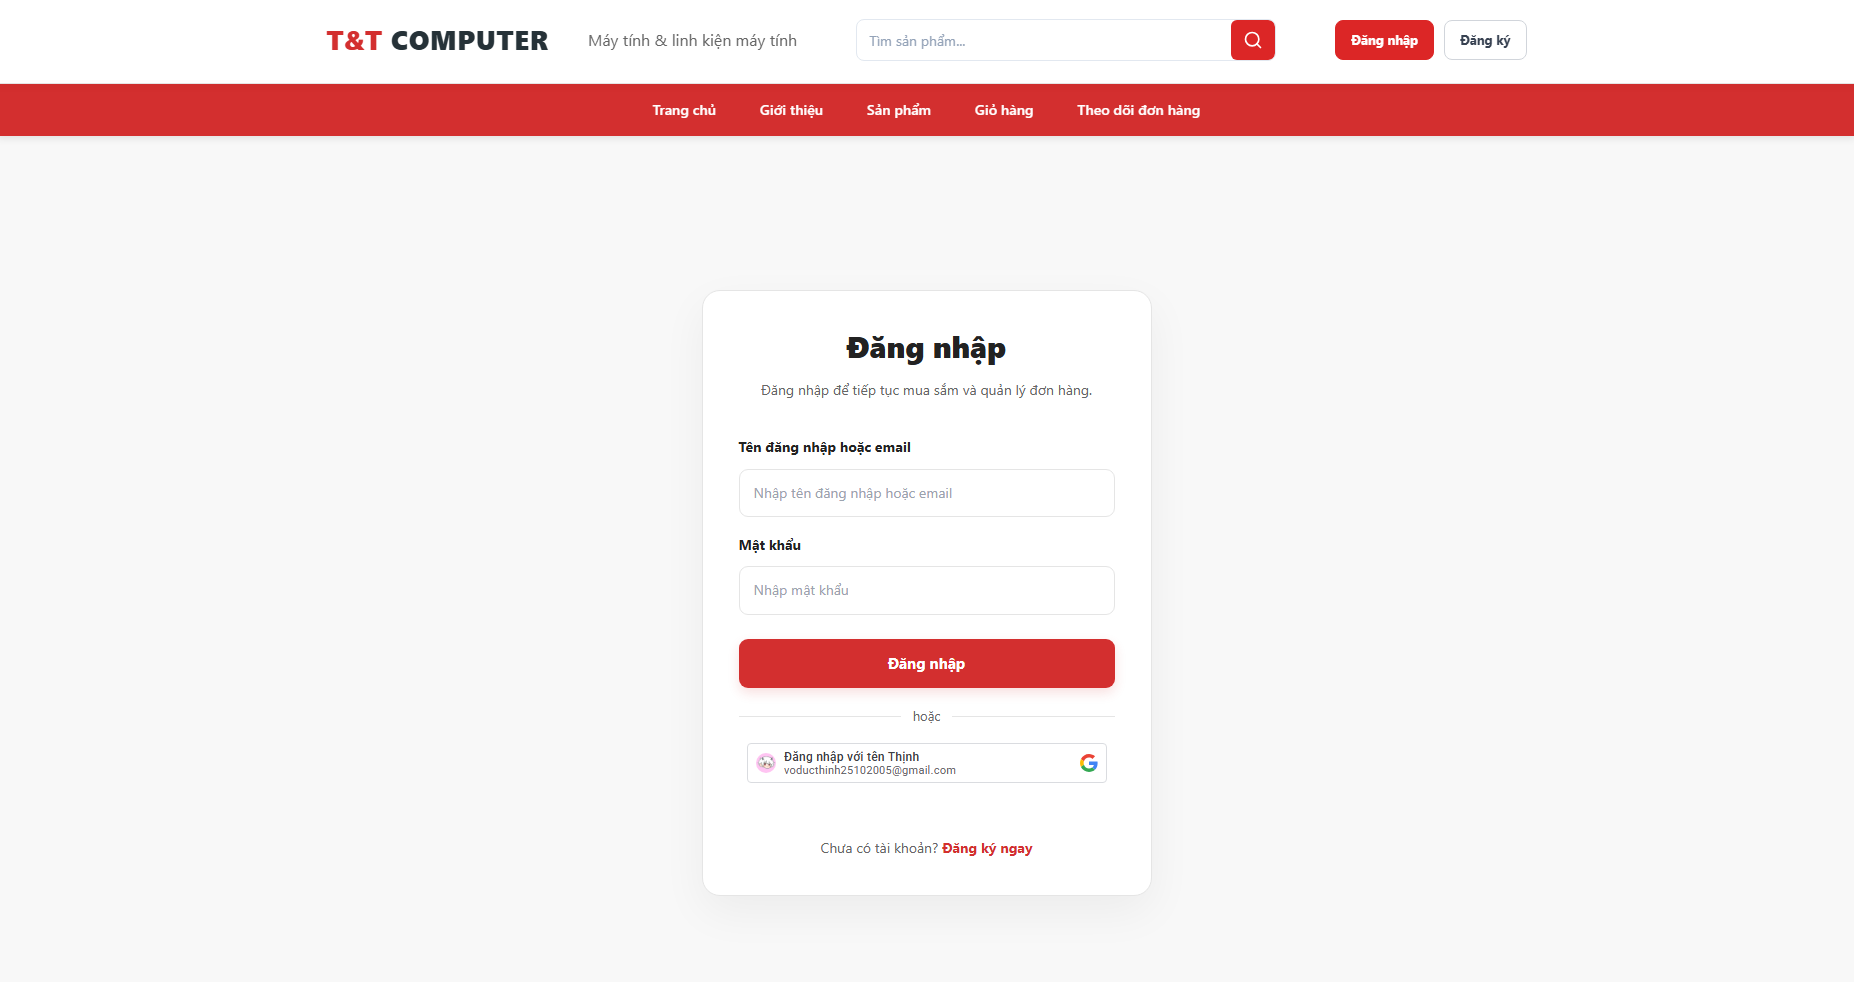 T&T COMPUTER
Máy tính & linh kiện máy tính
Tìm sản phẩm...
Đăng nhập
Đăng ký
Trang chủ
Giới thiệu
Sản phẩm
Giỏ hàng
Theo dõi đơn hàng
Đăng nhập
Đăng nhập để tiếp tục mua sắm và quản lý đơn hàng.
Tên đăng nhập hoặc email
Nhập tên đăng nhập hoặc email
Mật khẩu
Nhập mật khẩu
Đăng nhập
hoặc
Đăng nhập với tên Thịnh
voducthinh25102005@gmail.com
Chưa có tài khoản? Đăng ký ngay